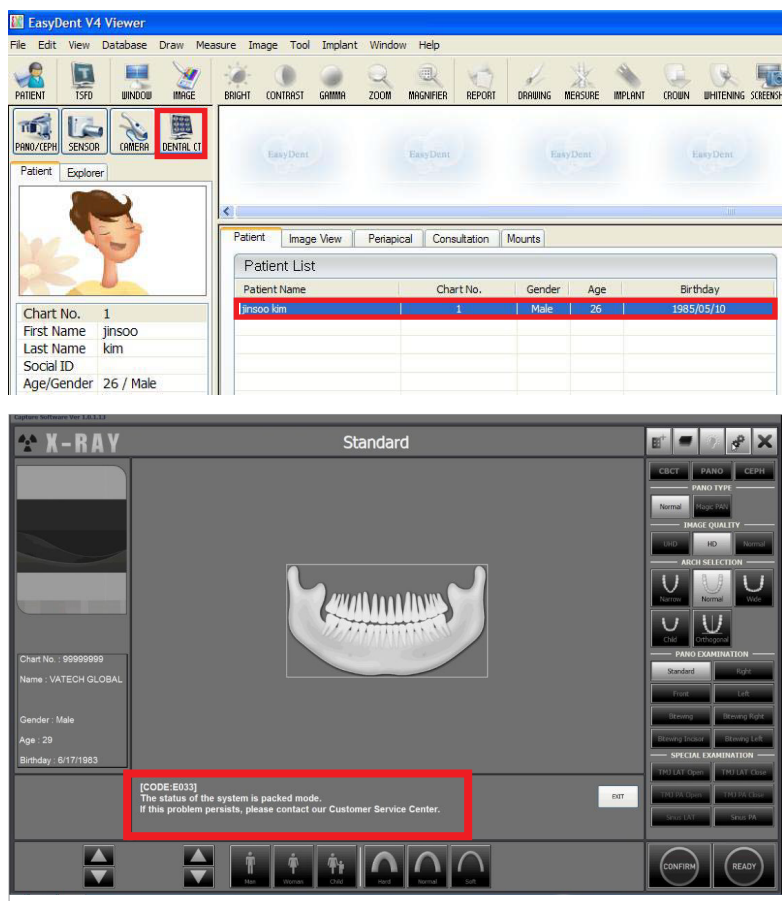 EasyDent V4 Viewer
File Edit View Database Draw Measure Image Tool Implant Window Help
PATIENT TSFD WINDOW IMAGE BRIGHT CONTRAST GAMMA ZOOM MAGNIFIER REPORT DRAWING MEASURE IMPLANT CROWN WHITENING SCREENSH
PANO/CEPH SENSOR CAMERA DENTAL CT
EasyDent EasyDent EasyDent EasyDent
Patient Explorer
Patient Image View Periapical Consultation Mounts
Patient List
Patient Name Chart No. Gender Age Birthday
jinsoo kim 1 Male 26 1985/05/10
Chart No. 1
First Name jinsoo
Last Name kim
Social ID
Age/Gender 26 / Male
Capture Software Ver 1.0.1.13
X-RAY Standard
CBCT PANO CEPH
PANO TYPE
Normal Magic PAN
IMAGE QUALITY
UHD HD Normal
ARCH SELECTION
Narrow Normal Wide
Child Orthogonal
PANO EXAMINATION
Standard Right
Front Left
Bitewing Bitewing Right
Bitewing Incisor Bitewing Left
SPECIAL EXAMINATION
TMJ LAT Open TMJ LAT Close
TMJ PA Open TMJ PA Close
Sinus LAT Sinus PA
Chart No. : 99999999
Name : VATECH GLOBAL
Gender : Male
Age : 29
Birthday : 6/17/1983
[CODE:E033]
The status of the system is packed mode.
If this problem persists, please contact our Customer Service Center.
EXIT
Man Woman Child Hard Normal Soft
CONFIRM READY